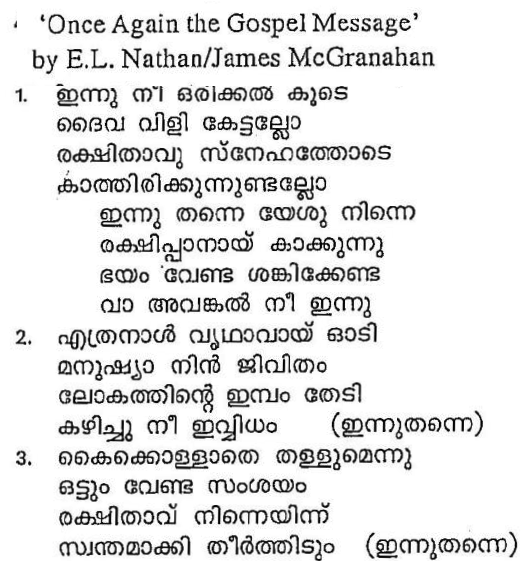 ‘Once Again the Gospel Message’
by E.L. Nathan/James McGranahan
1. ഇന്നു നീ ഒരിക്കൽ കൂടെ
ദൈവ വിളി കേട്ടല്ലോ
രക്ഷിതാവു സ്നേഹത്തോടെ
കാത്തിരിക്കുന്നുണ്ടല്ലോ
ഇന്നു തന്നെ യേശു നിന്നെ
രക്ഷിപ്പാനായ് കാക്കുന്നു
ഭയം വേണ്ട ശങ്കിക്കേണ്ട
വാ അവങ്കൽ നീ ഇന്നു
2. എത്രനാൾ വൃഥാവായ് ഓടി
മനുഷ്യാ നിൻ ജീവിതം
ലോകത്തിന്റെ ഇമ്പം തേടി
കഴിച്ചു നീ ഇവ്വിധം (ഇന്നുതന്നെ)
3. കൈക്കൊള്ളാതെ തള്ളുമെന്നു
ഒട്ടും വേണ്ട സംശയം
രക്ഷിതാവ് നിന്നെയിന്ന്
സ്വന്തമാക്കി തീർത്തിടും (ഇന്നുതന്നെ)